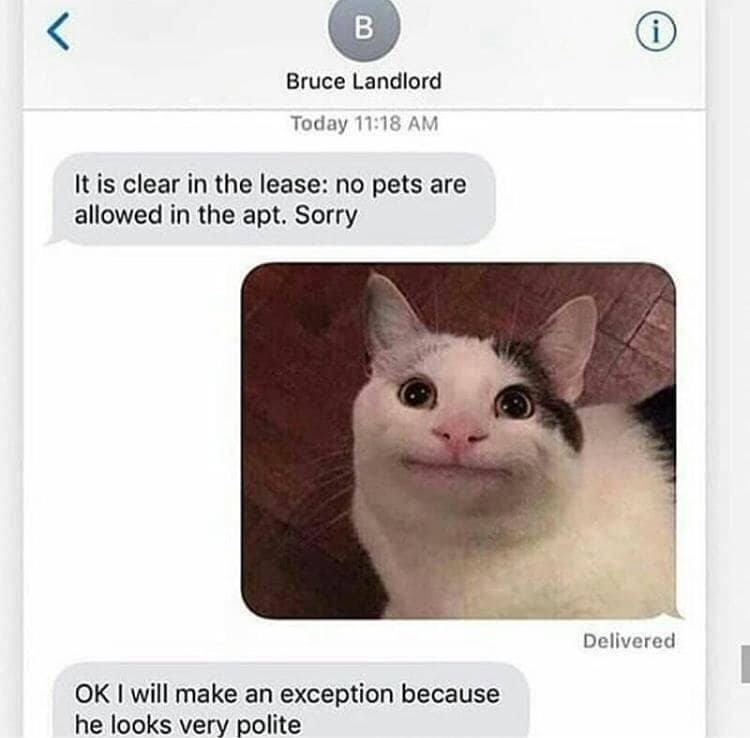 B
Bruce Landlord
Today 11:18 AM
It is clear in the lease: no pets are
allowed in the apt. Sorry
Delivered
OK I will make an exception because
he looks very polite